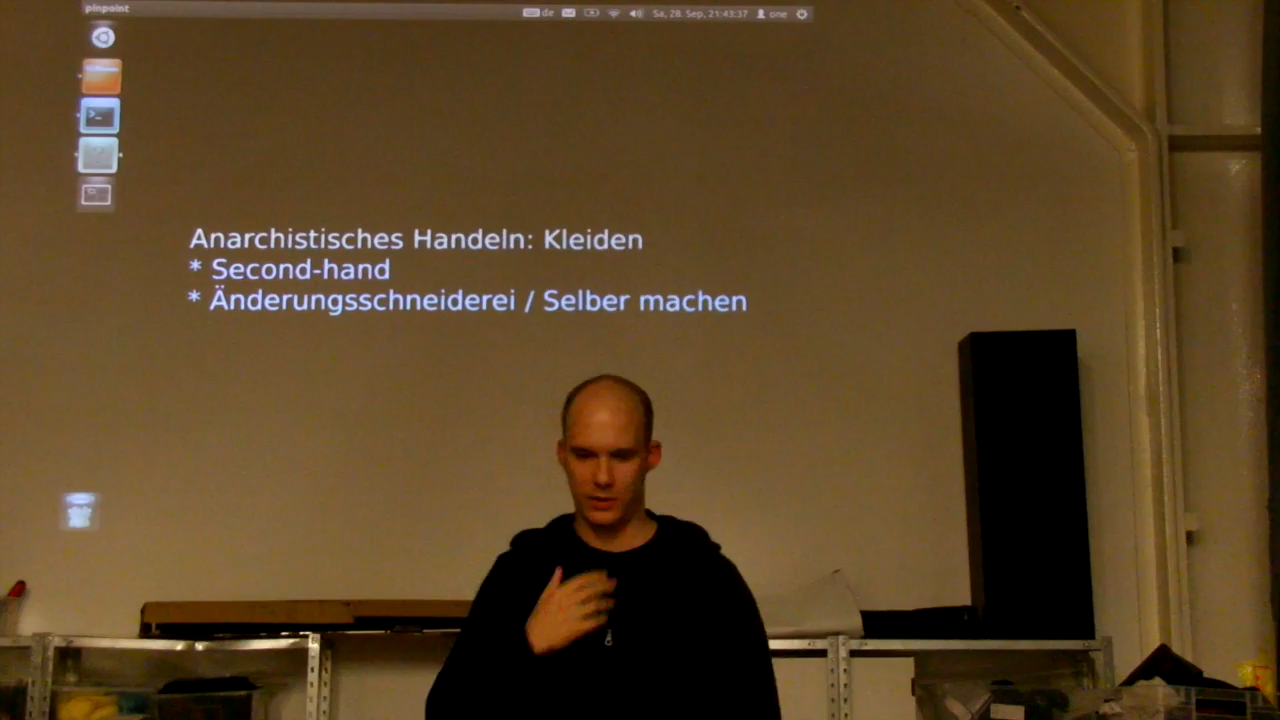 pinpoint
de Sa, 28. Sep, 21:43:37 one
Anarchistisches Handeln: Kleiden
* Second-hand
* Änderungsschneiderei / Selber machen